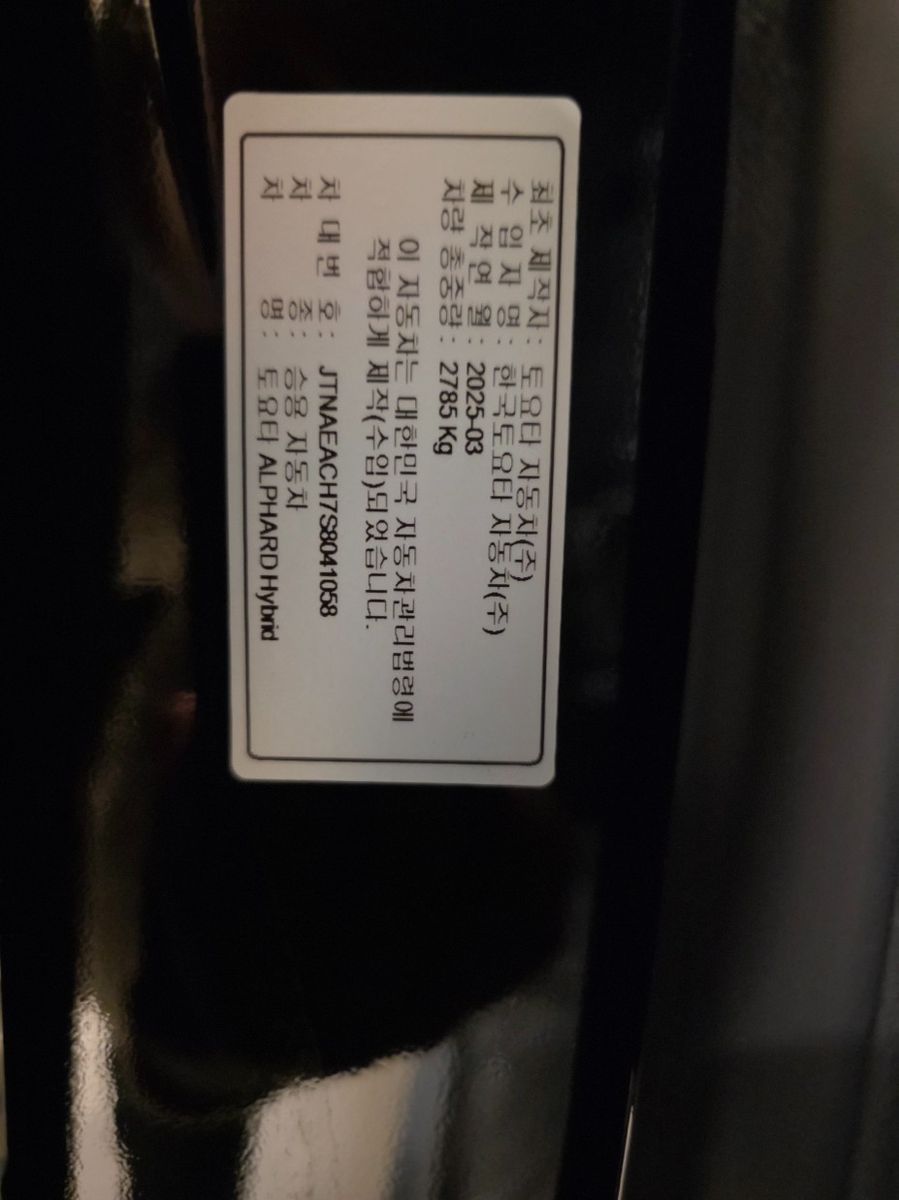 최초 제작자 : 토요타 자동차(주)
수 입 자 명 : 한국토요타 자동차(주)
제 작 연 월 : 2025-03
차량 총중량 : 2785 Kg
이 자동차는 대한민국 자동차관리법령에
적합하게 제작(수입)되었습니다.
차 대 번 호 : JTNAEACH7S8041058
차 종 : 승용 자동차
차 명 : 토요타 ALPHARD Hybrid